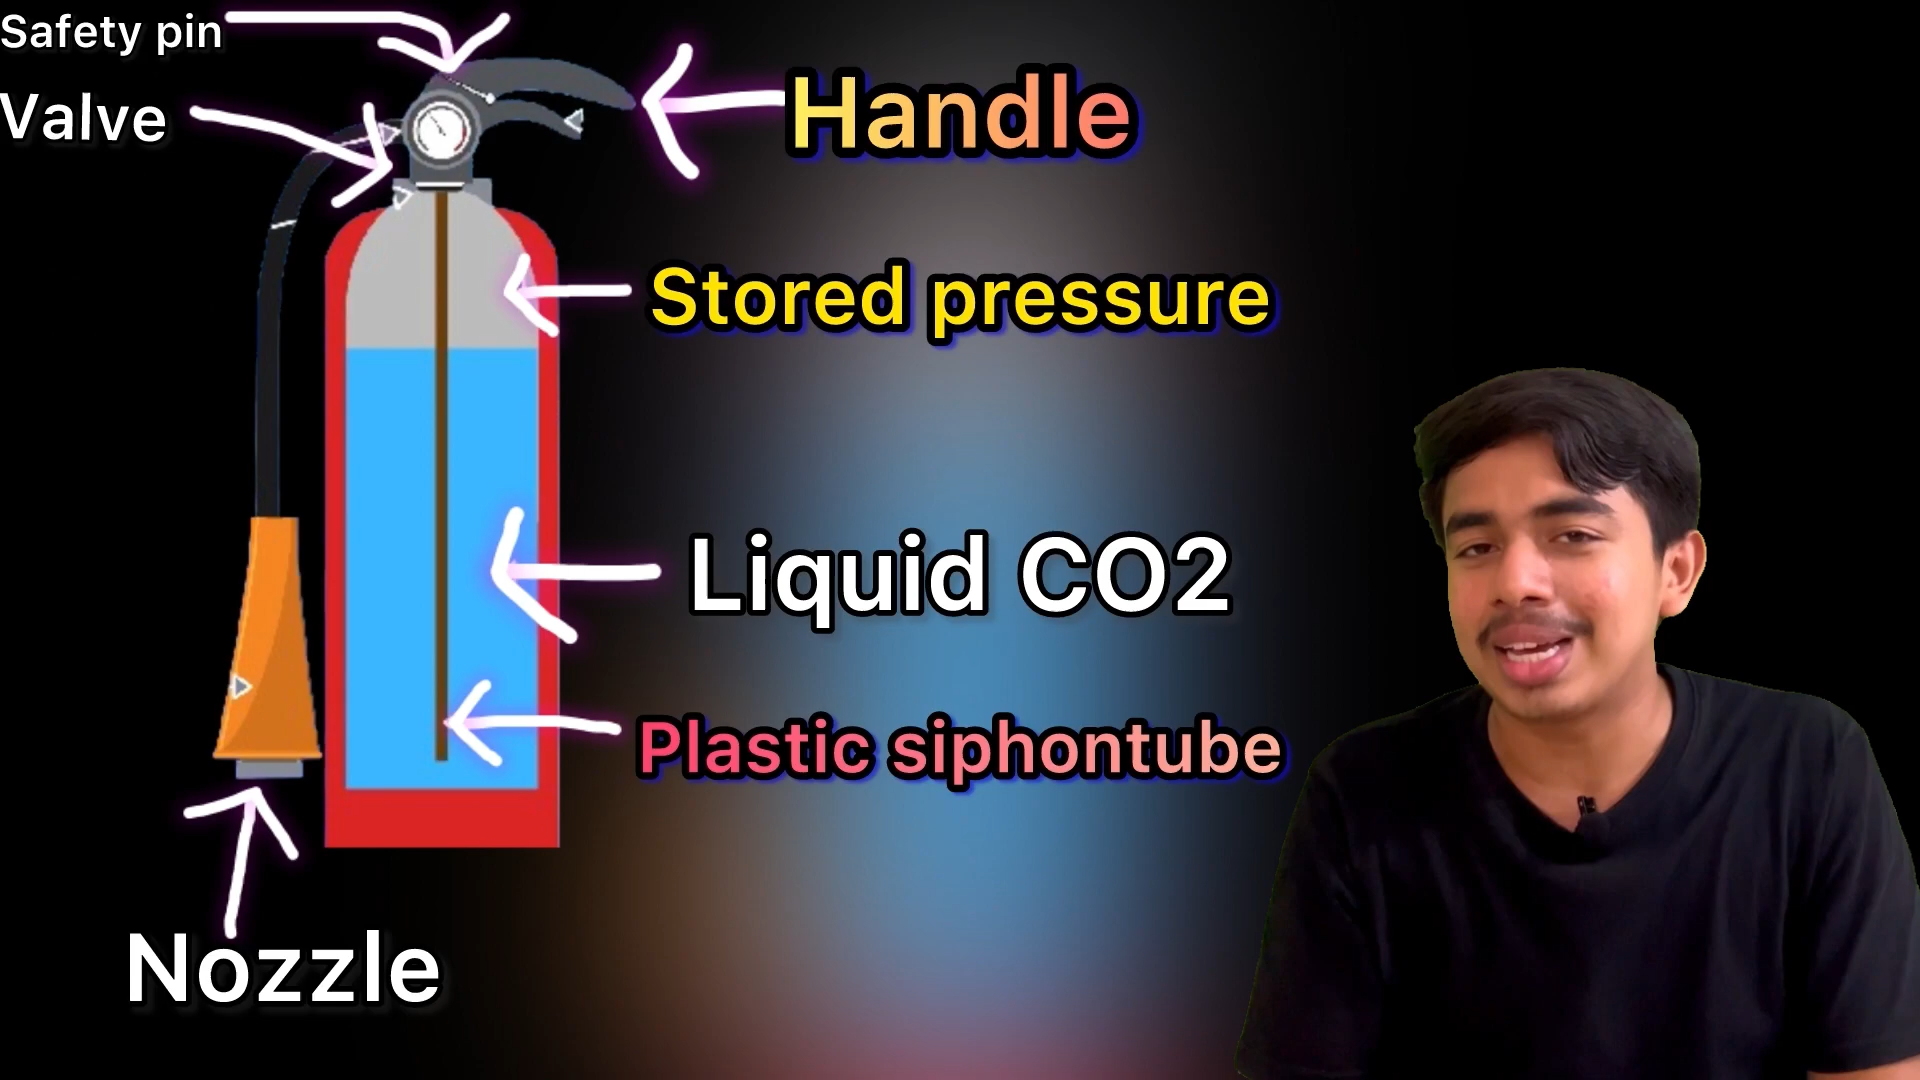 Safety pin
Valve
Handle
Stored pressure
Liquid CO2
Plastic siphontube
Nozzle